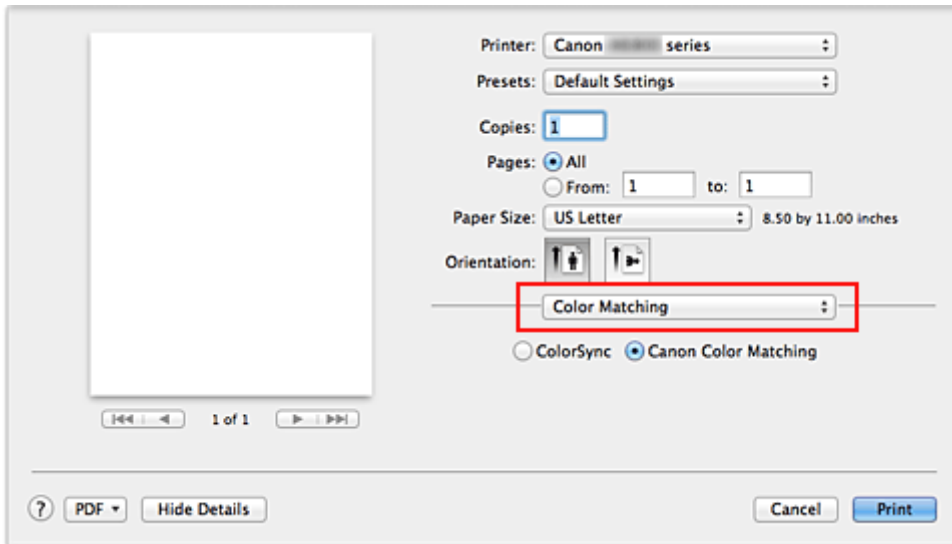 Printer: Canon series
Presets: Default Settings
Copies: 1
Pages: All
From: 1 to: 1
Paper Size: US Letter 8.50 by 11.00 inches
Orientation:
Color Matching
ColorSync Canon Color Matching
1 of 1
? PDF Hide Details Cancel Print